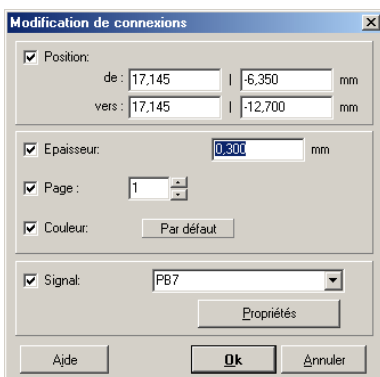 Modification de connexions
Position:
de : 17,145 | -6,350 mm
vers : 17,145 | -12,700 mm
Epaisseur: 0,300 mm
Page : 1
Couleur: Par défaut
Signal: PB7
Propriétés
Aide Ok Annuler